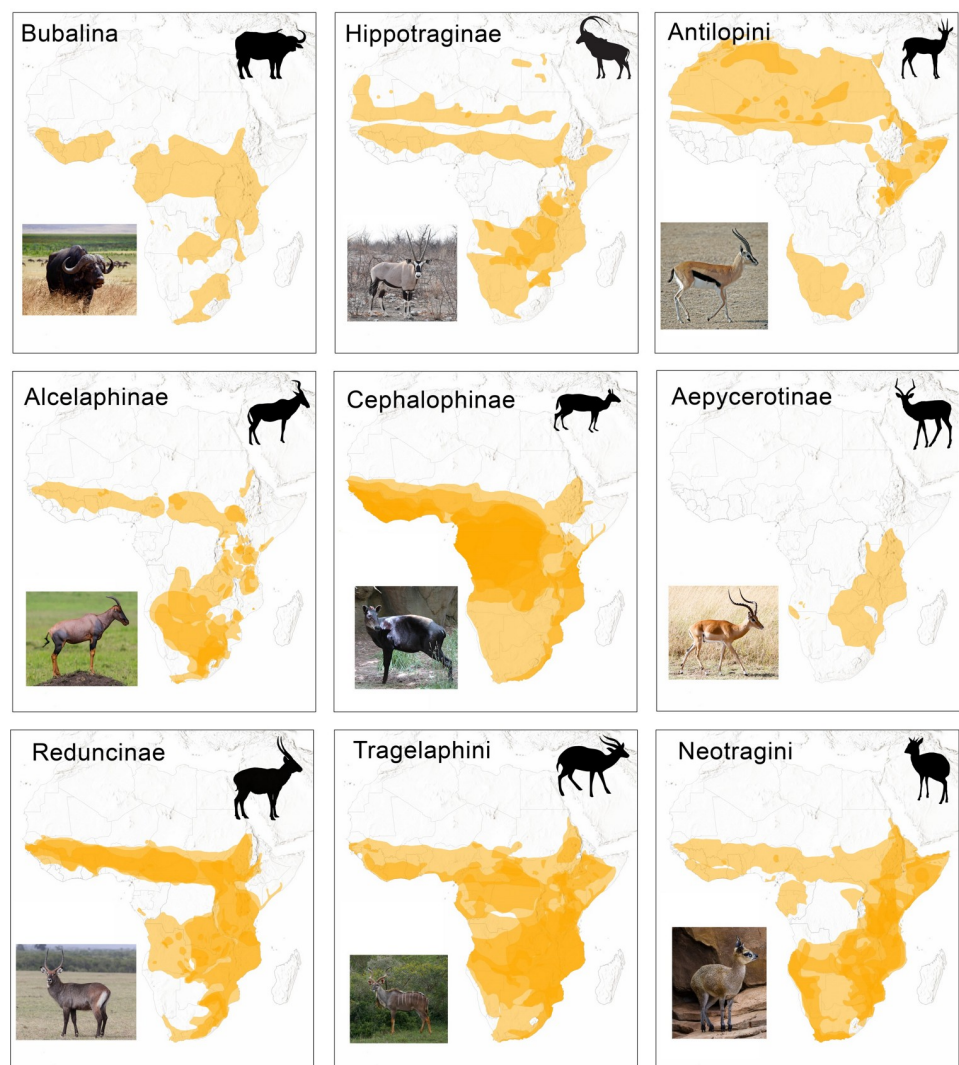 Bubalina
Hippotraginae
Antilopini
Alcelaphinae
Cephalophinae
Aepycerotinae
Reduncinae
Tragelaphini
Neotragini